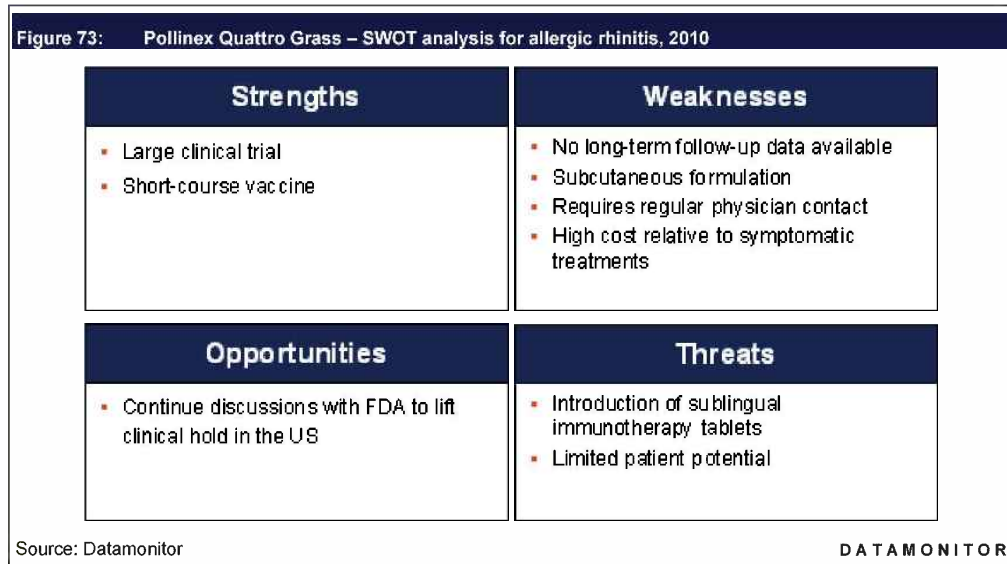 Figure 73: Pollinex Quattro Grass – SWOT analysis for allergic rhinitis, 2010
Strengths
▪ Large clinical trial
▪ Short-course vaccine
Weaknesses
▪ No long-term follow-up data available
▪ Subcutaneous formulation
▪ Requires regular physician contact
▪ High cost relative to symptomatic
treatments
Opportunities
▪ Continue discussions with FDA to lift
clinical hold in the US
Threats
▪ Introduction of sublingual
immunotherapy tablets
▪ Limited patient potential
Source: Datamonitor
DATAMONITOR